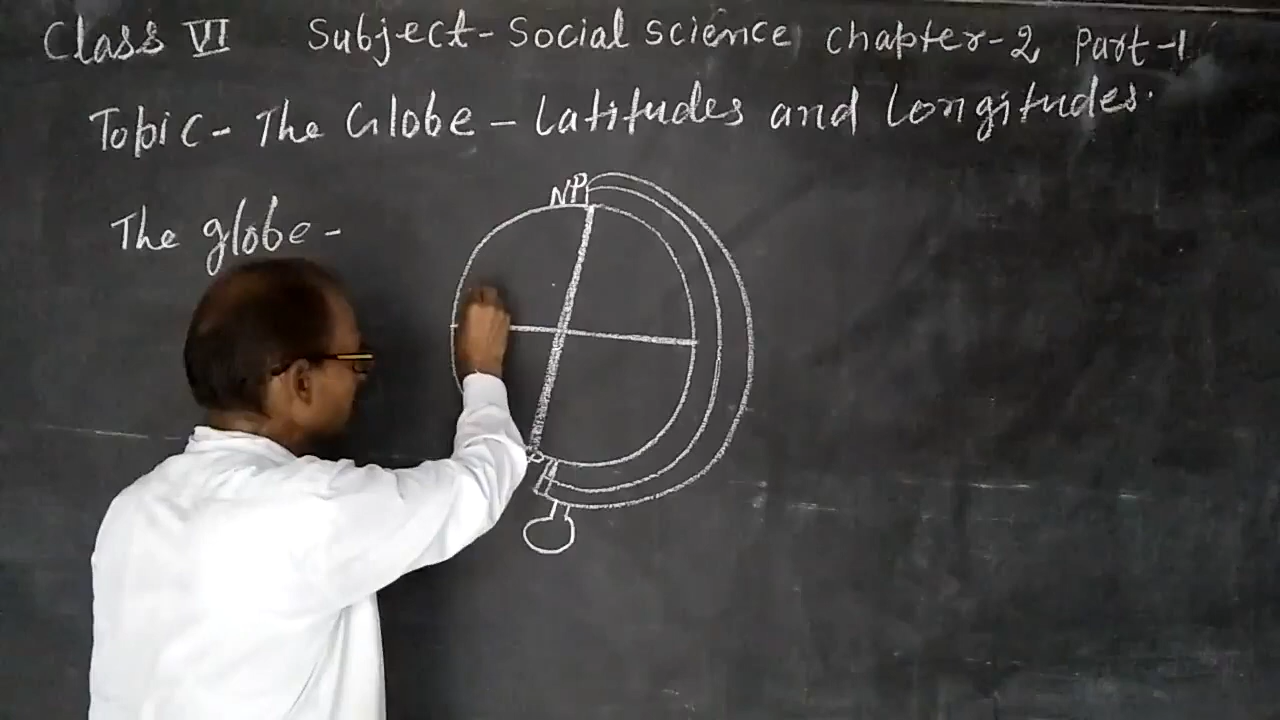 Class VI Subject - Social science chapter-2 Part-1
Topic - The Globe - Latitudes and Longitudes.
NP
The globe -